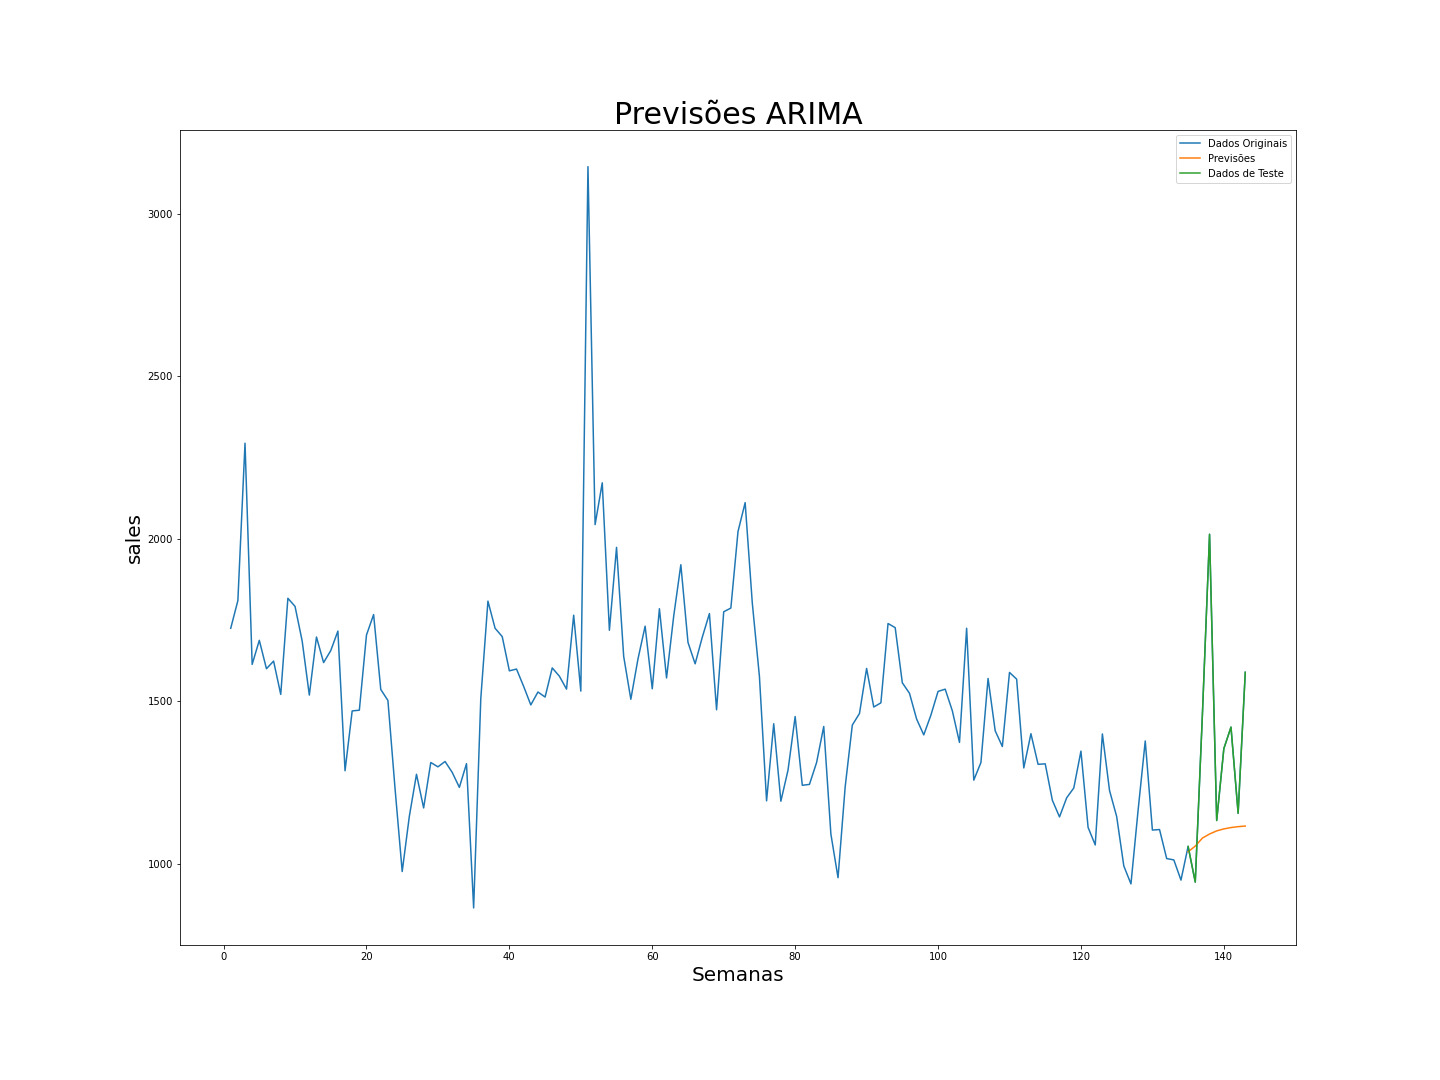 Previsões ARIMA
Dados Originais
Previsões
Dados de Teste
3000
2500
2000
1500
1000
sales
0 20 40 60 80 100 120 140
Semanas